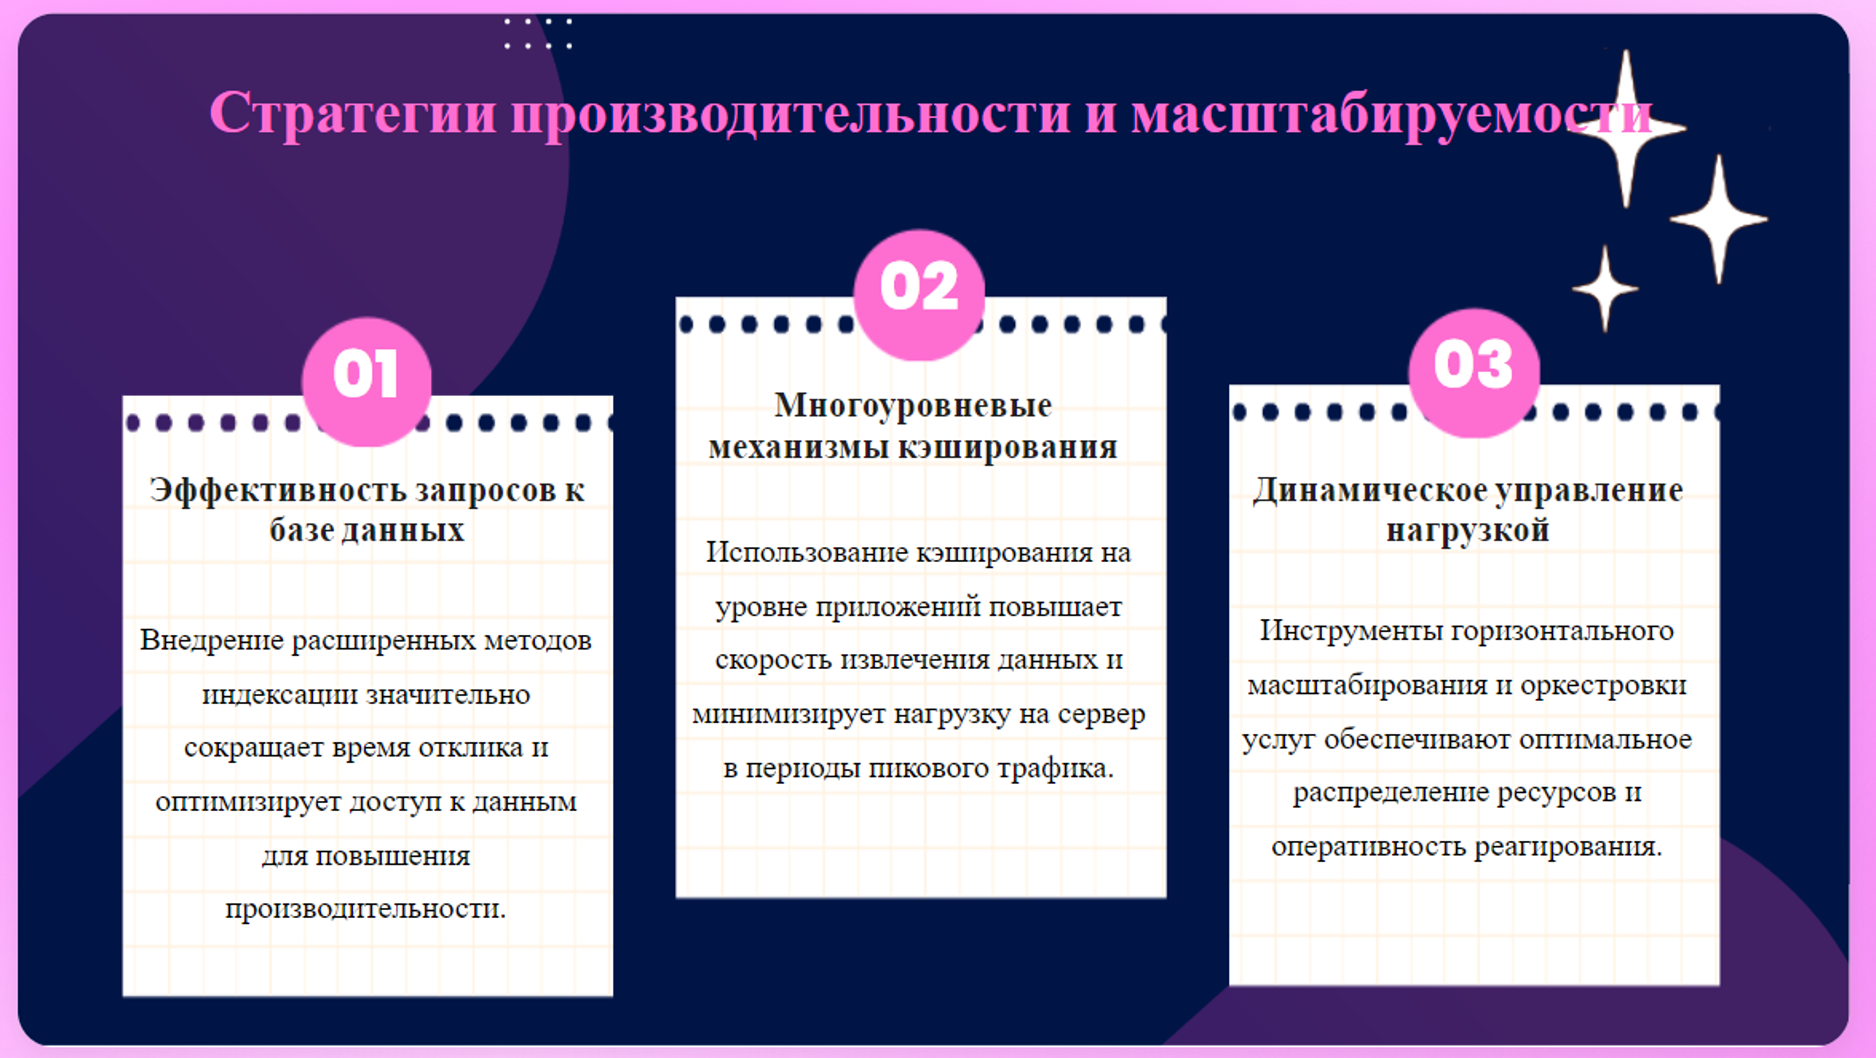 Стратегии производительности и масштабируемости
01
Эффективность запросов к
базе данных
Внедрение расширенных методов
индексации значительно
сокращает время отклика и
оптимизирует доступ к данным
для повышения
производительности.
02
Многоуровневые
механизмы кэширования
Использование кэширования на
уровне приложений повышает
скорость извлечения данных и
минимизирует нагрузку на сервер
в периоды пикового трафика.
03
Динамическое управление
нагрузкой
Инструменты горизонтального
масштабирования и оркестровки
услуг обеспечивают оптимальное
распределение ресурсов и
оперативность реагирования.